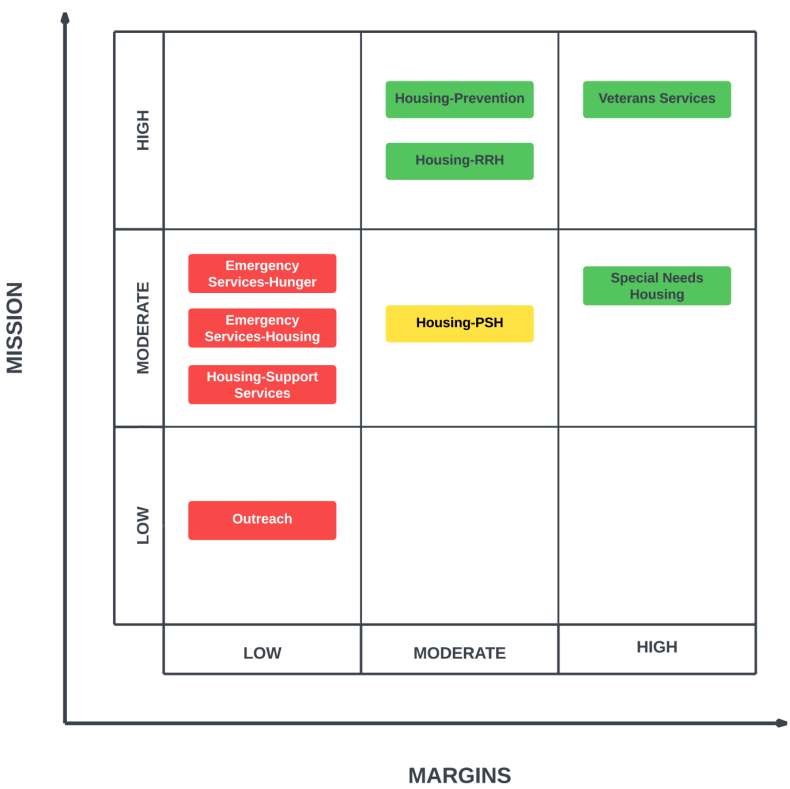 MISSION
HIGH
Housing-Prevention
Veterans Services
Housing-RRH
MODERATE
Emergency
Services-Hunger
Emergency
Services-Housing
Housing-Support
Services
Housing-PSH
Special Needs
Housing
LOW
Outreach
LOW
MODERATE
HIGH
MARGINS